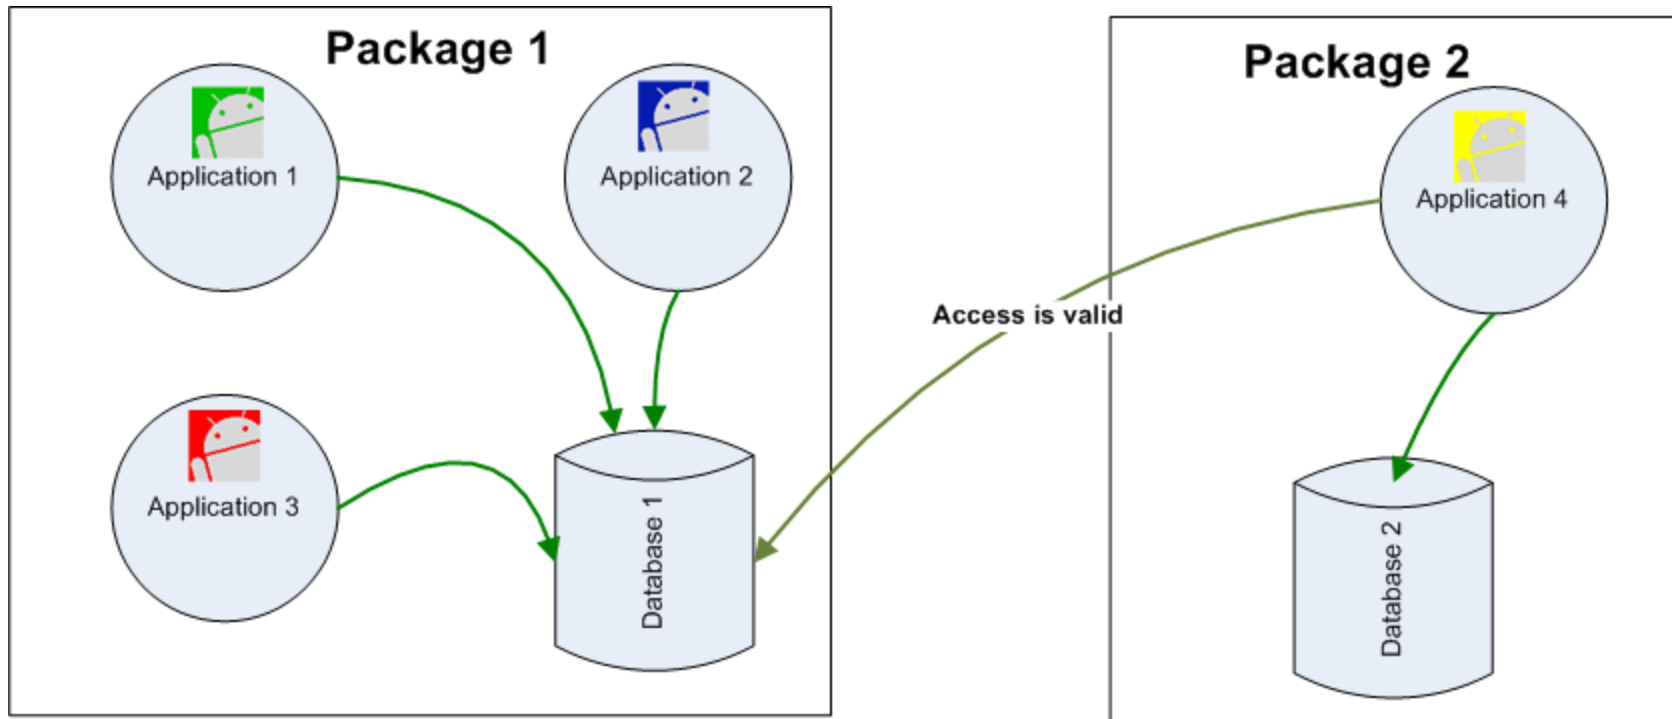 Package 1
Package 2
Application 1
Application 2
Application 4
Access is valid
Application 3
Database 1
Database 2